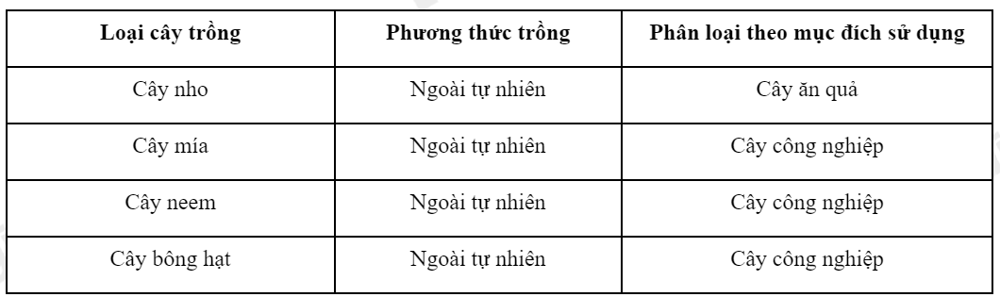 Loại cây trồng Phương thức trồng Phân loại theo mục đích sử dụng
Cây nho Ngoài tự nhiên Cây ăn quả
Cây mía Ngoài tự nhiên Cây công nghiệp
Cây neem Ngoài tự nhiên Cây công nghiệp
Cây bông hạt Ngoài tự nhiên Cây công nghiệp